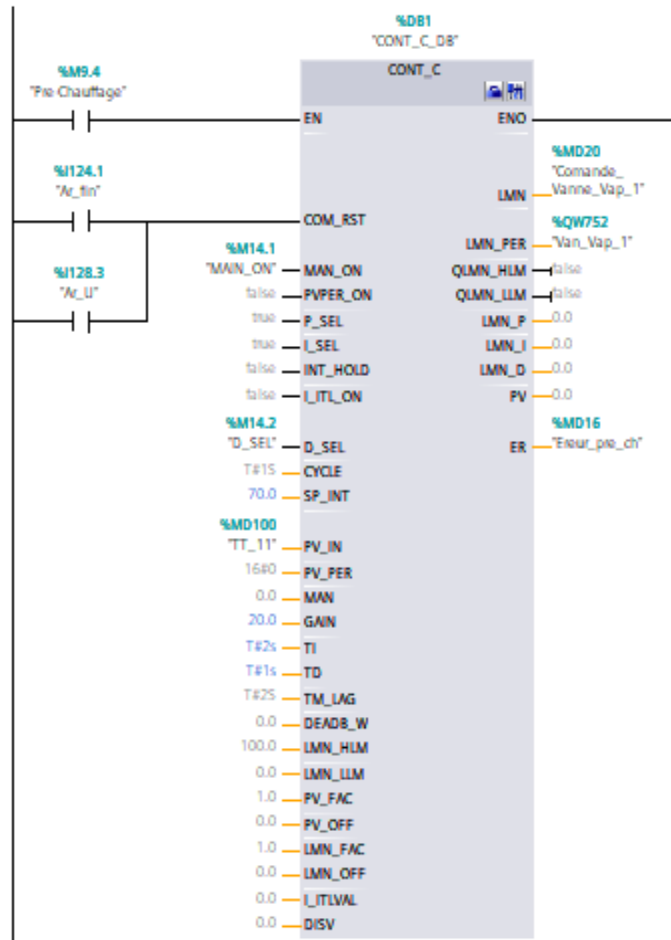 %DB1
"CONT_C_DB"
CONT_C
%M9.4
"Pre Chauffage"
EN
ENO
%I124.1
"Ar_fin"
COM_RST
%I128.3
"Ar_U"
%MD20
"Comande_
Vanne_Vap_1"
LMN
%QW752
LMN_PER
"Van_Vap_1"
%M14.1
"MAIN_ON"
MAN_ON
QLMN_HLM
false
false
PVPER_ON
QLMN_LLM
false
true
P_SEL
LMN_P
0.0
true
I_SEL
LMN_I
0.0
false
INT_HOLD
LMN_D
0.0
false
I_ITL_ON
PV
0.0
%M14.2
"D_SEL"
D_SEL
%MD16
ER
"Ereur_pre_ch"
T#1S
CYCLE
70.0
SP_INT
%MD100
"TT_11"
PV_IN
16#0
PV_PER
0.0
MAN
20.0
GAIN
T#2s
TI
T#1s
TD
T#2S
TM_LAG
0.0
DEADB_W
100.0
LMN_HLM
0.0
LMN_LLM
1.0
PV_FAC
0.0
PV_OFF
1.0
LMN_FAC
0.0
LMN_OFF
0.0
I_ITLVAL
0.0
DISV